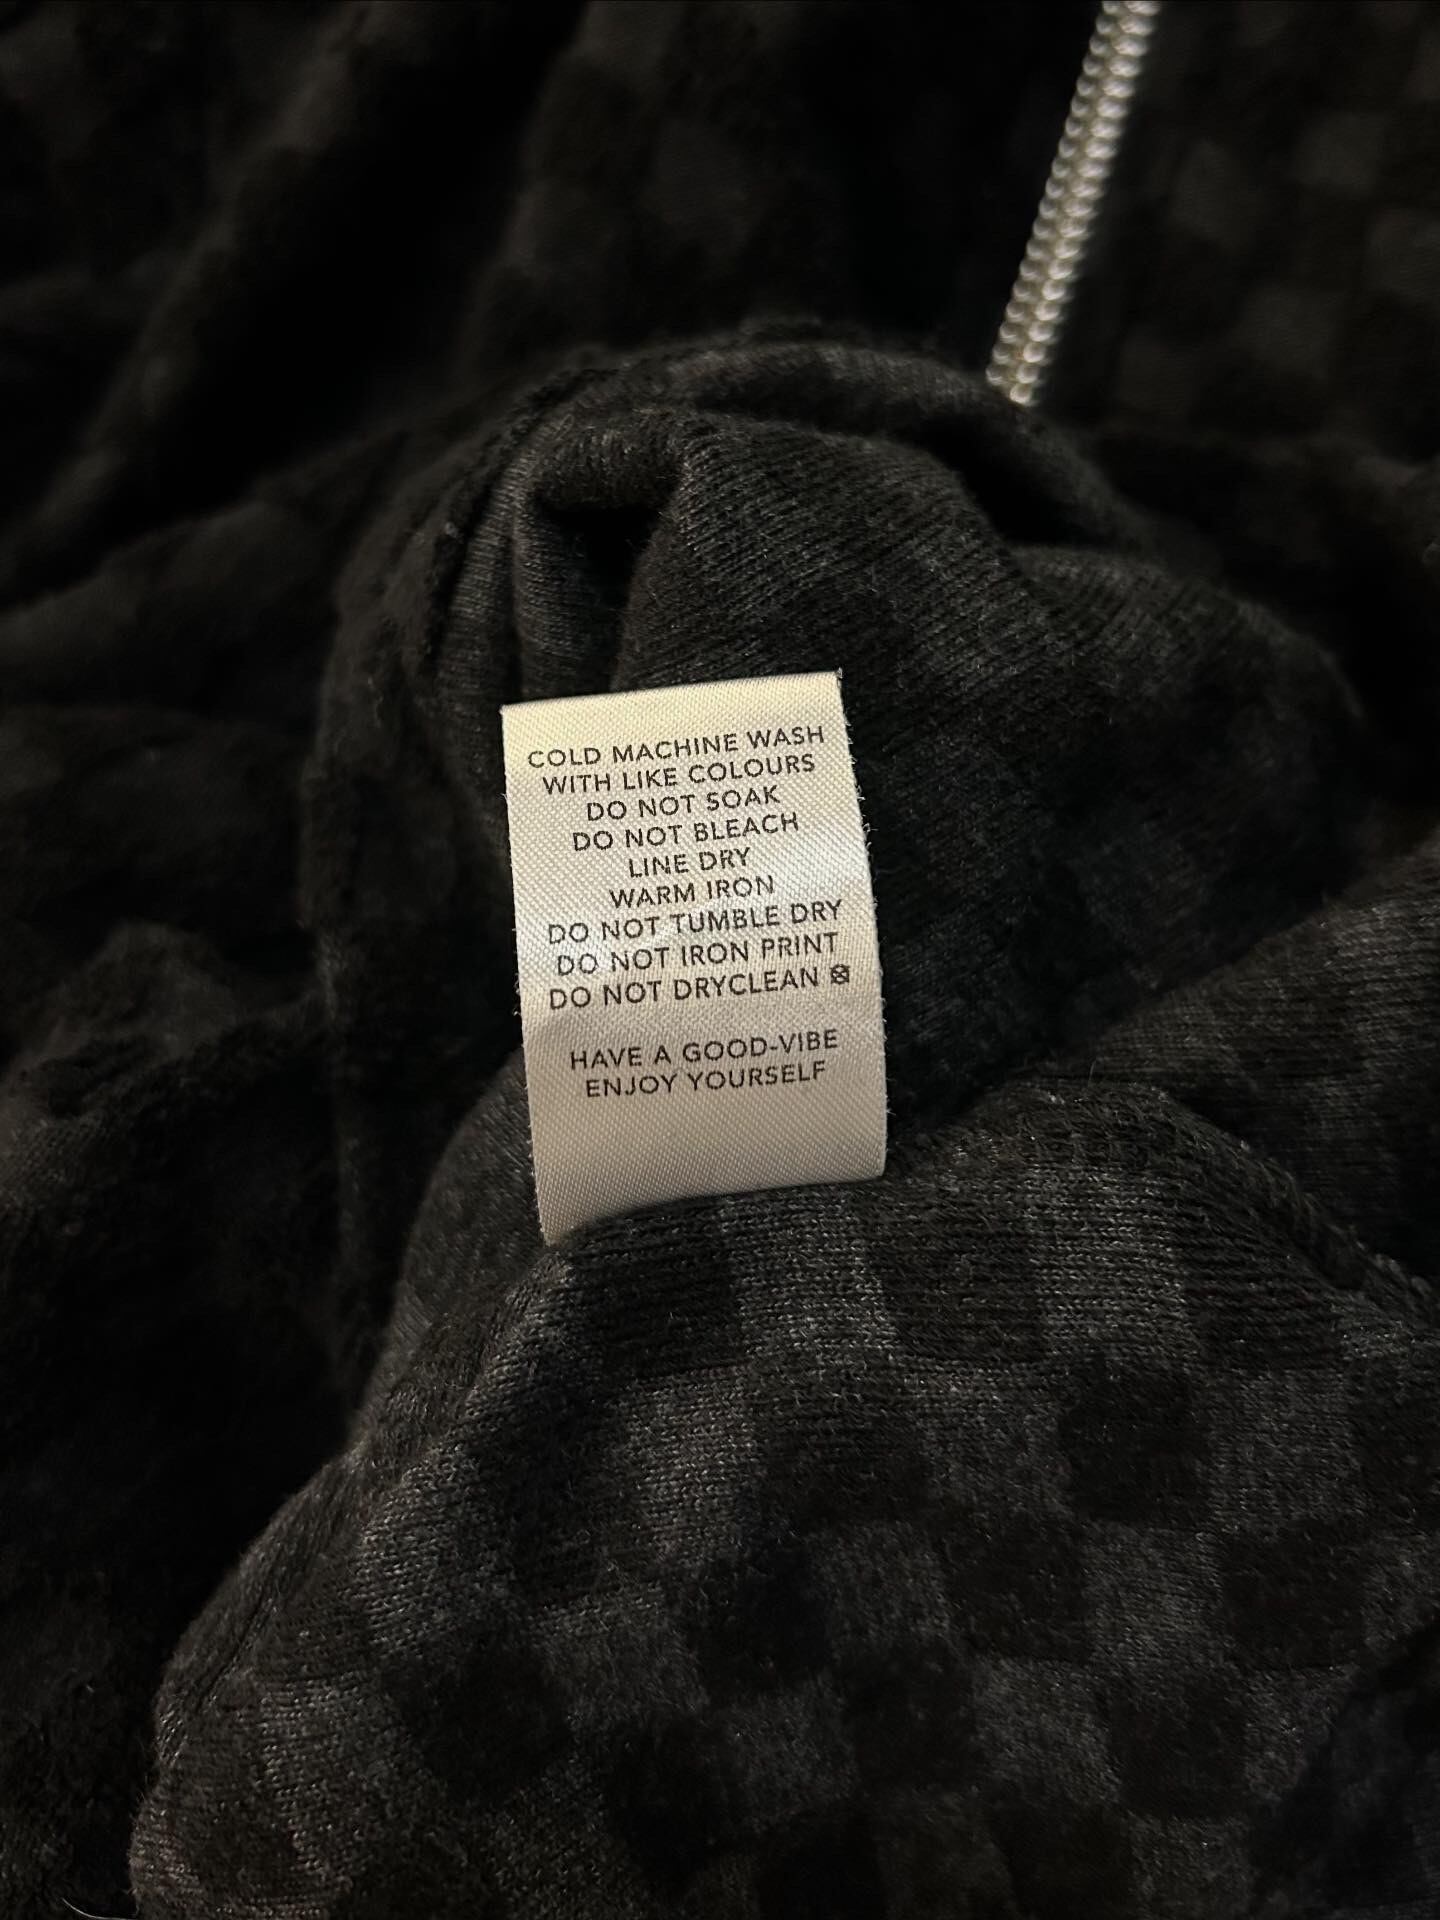 COLD MACHINE WASH
WITH LIKE COLOURS
DO NOT SOAK
DO NOT BLEACH
LINE DRY
WARM IRON
DO NOT TUMBLE DRY
DO NOT IRON PRINT
DO NOT DRYCLEAN
HAVE A GOOD-VIBE
ENJOY YOURSELF